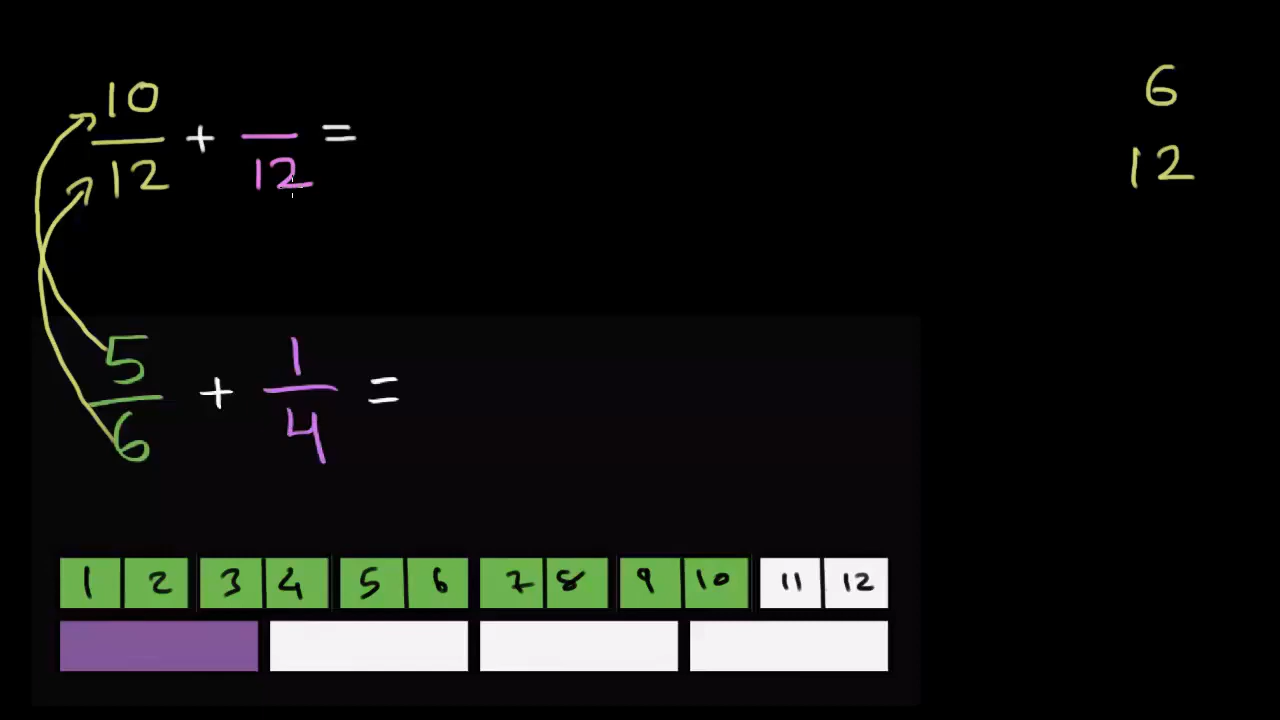 10/12 + /12 =
6
12
5/6 + 1/4 =
1 2 3 4 5 6 7 8 9 10 11 12